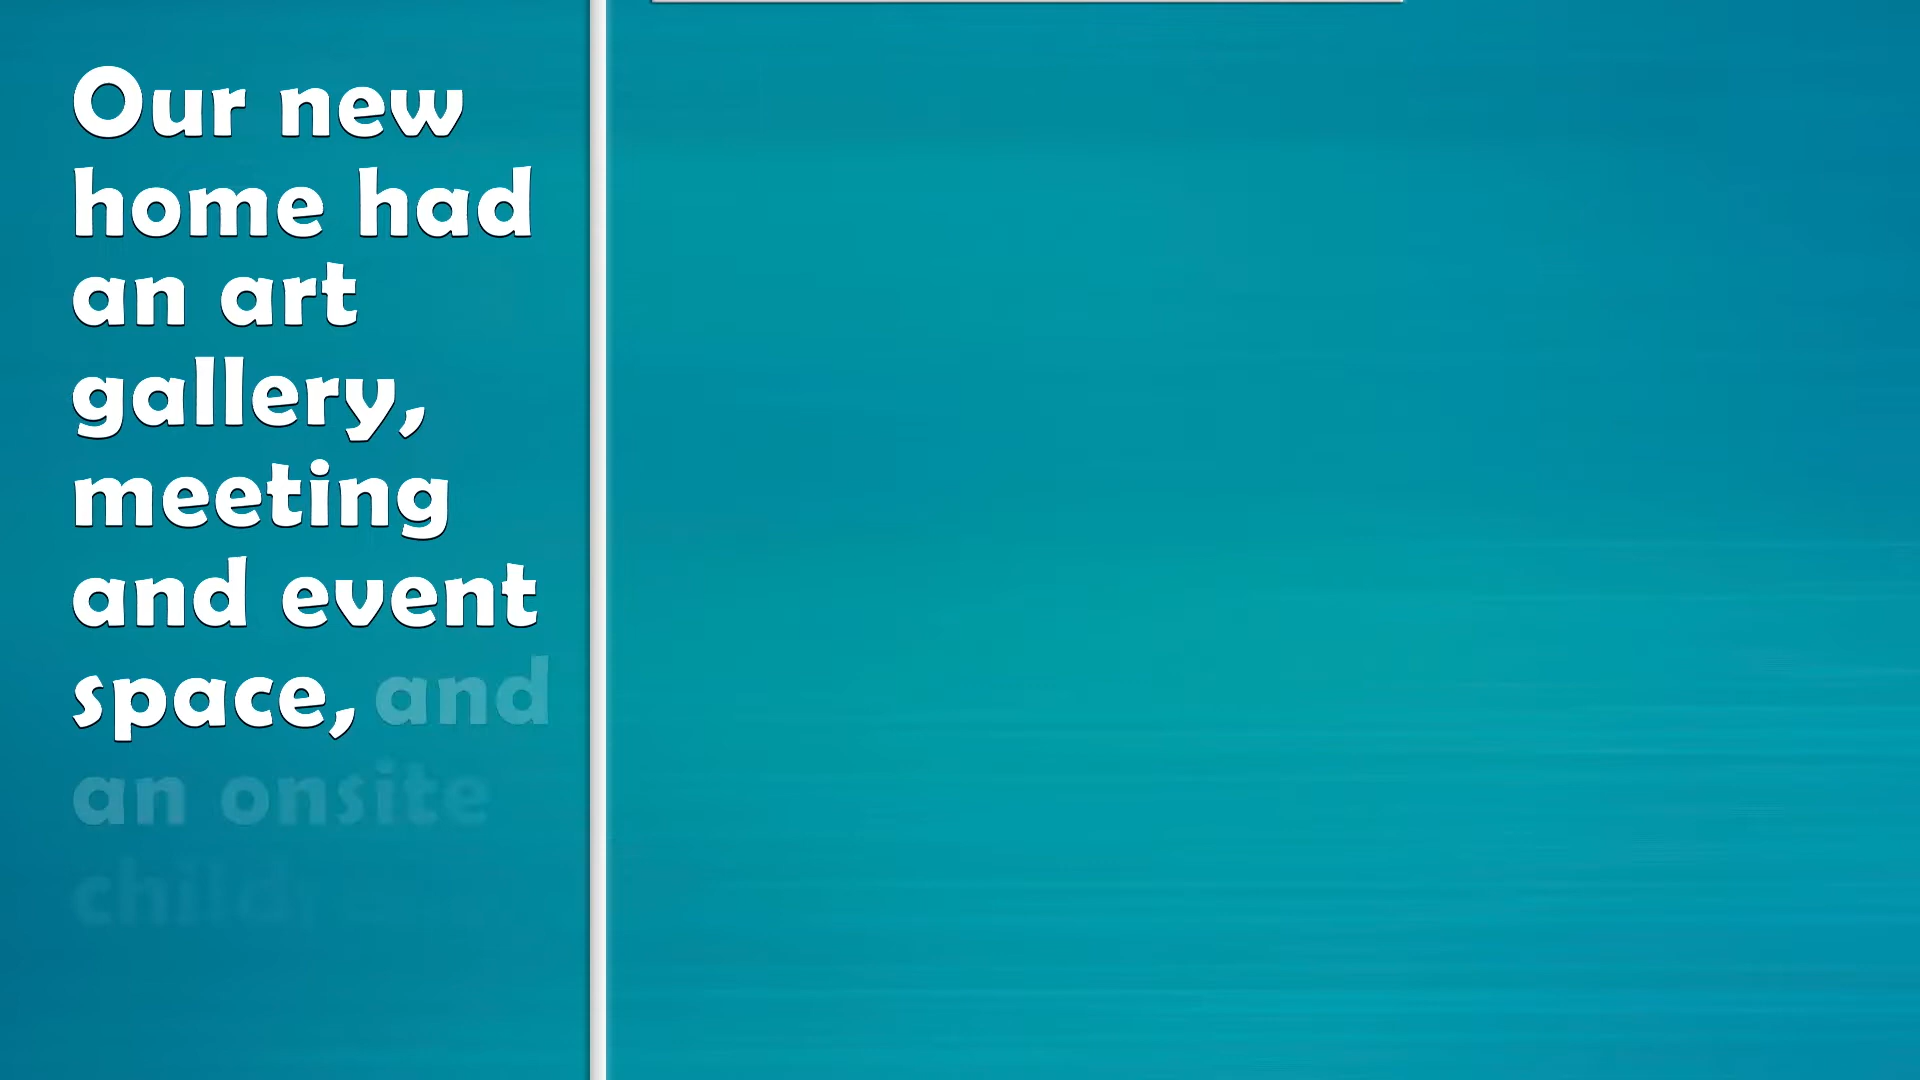 Our new
home had
an art
gallery,
meeting
and event
space, and
an onsite